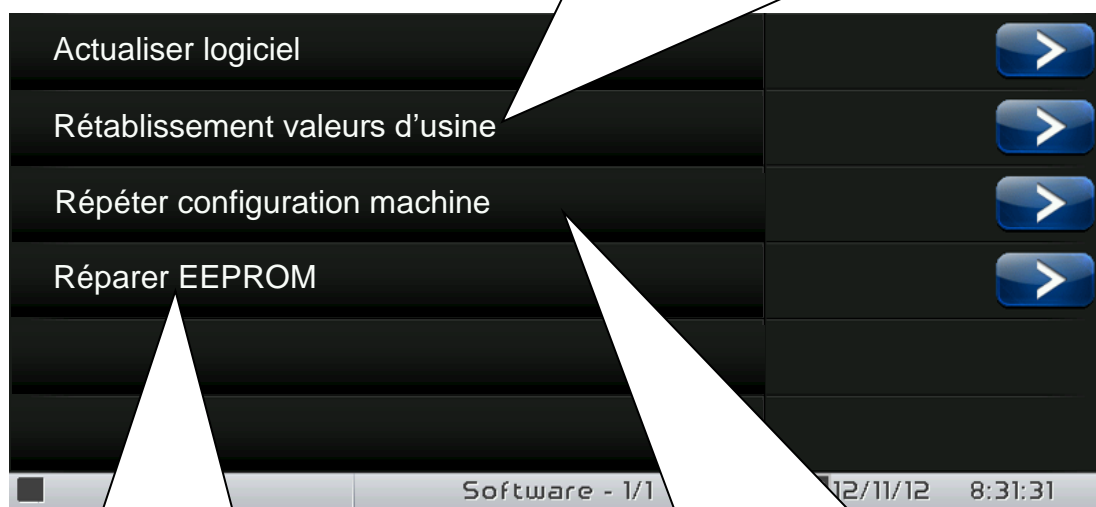 Actualiser logiciel
Rétablissement valeurs d'usine
Répéter configuration machine
Réparer EEPROM
Software - 1/1 12/11/12 8:31:31